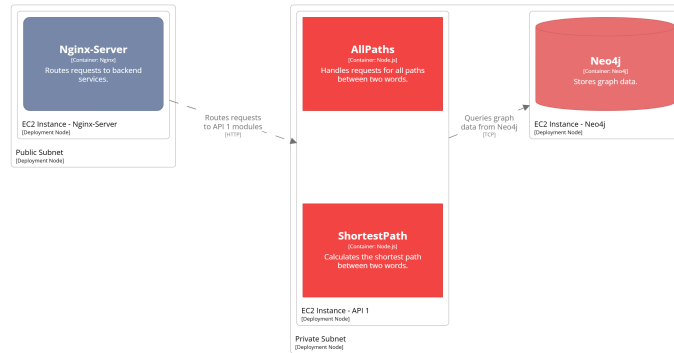 Nginx-Server
[Container: Nginx]
Routes requests to backend
services.
EC2 Instance - Nginx-Server
[Deployment Node]
Public Subnet
[Deployment Node]
Routes requests
to API 1 modules
[HTTP]
AllPaths
[Container: Node.js]
Handles requests for all paths
between two words.
ShortestPath
[Container: Node.js]
Calculates the shortest path
between two words.
EC2 Instance - API 1
[Deployment Node]
Private Subnet
[Deployment Node]
Queries graph
data from Neo4j
[TCP]
Neo4j
[Container: Neo4j]
Stores graph data.
EC2 Instance - Neo4j
[Deployment Node]